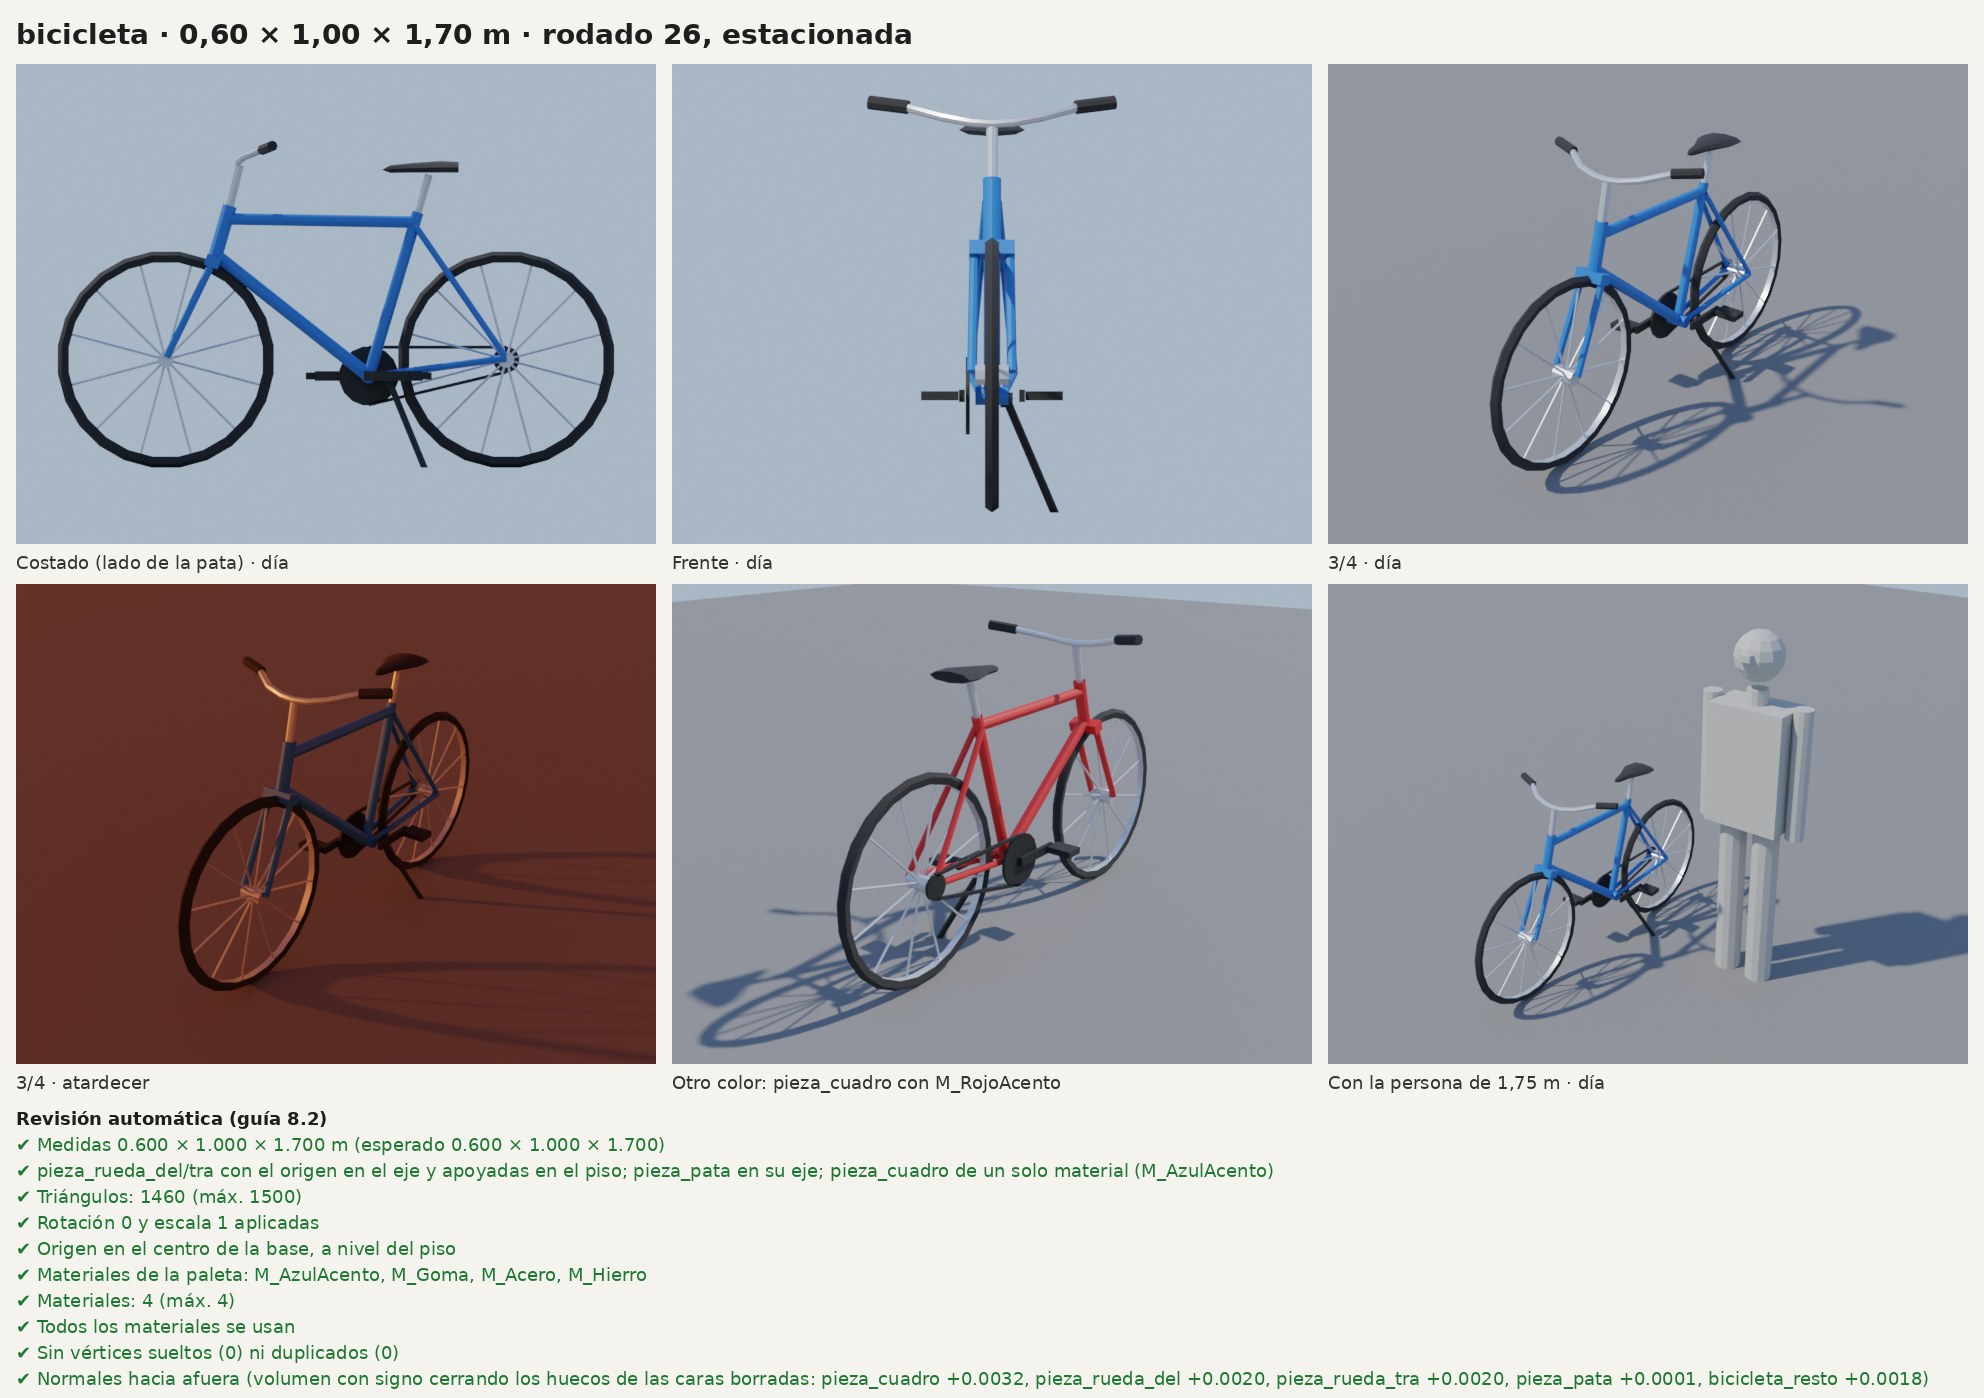 bicicleta · 0,60 × 1,00 × 1,70 m · rodado 26, estacionada
Costado (lado de la pata) · día
Frente · día
3/4 · día
3/4 · atardecer
Otro color: pieza_cuadro con M_RojoAcento
Con la persona de 1,75 m · día
Revisión automática (guía 8.2)
✔ Medidas 0.600 × 1.000 × 1.700 m (esperado 0.600 × 1.000 × 1.700)
✔ pieza_rueda_del/tra con el origen en el eje y apoyadas en el piso; pieza_pata en su eje; pieza_cuadro de un solo material (M_AzulAcento)
✔ Triángulos: 1460 (máx. 1500)
✔ Rotación 0 y escala 1 aplicadas
✔ Origen en el centro de la base, a nivel del piso
✔ Materiales de la paleta: M_AzulAcento, M_Goma, M_Acero, M_Hierro
✔ Materiales: 4 (máx. 4)
✔ Todos los materiales se usan
✔ Sin vértices sueltos (0) ni duplicados (0)
✔ Normales hacia afuera (volumen con signo cerrando los huecos de las caras borradas: pieza_cuadro +0.0032, pieza_rueda_del +0.0020, pieza_rueda_tra +0.0020, pieza_pata +0.0001, bicicleta_resto +0.0018)